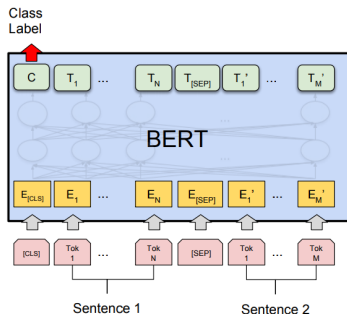 Class
Label
C T1 ... TN T[SEP] T1' ... TM'
BERT
E[CLS] E1 ... EN E[SEP] E1' ... EM'
[CLS] Tok 1 ... Tok N [SEP] Tok 1 ... Tok M
Sentence 1 Sentence 2